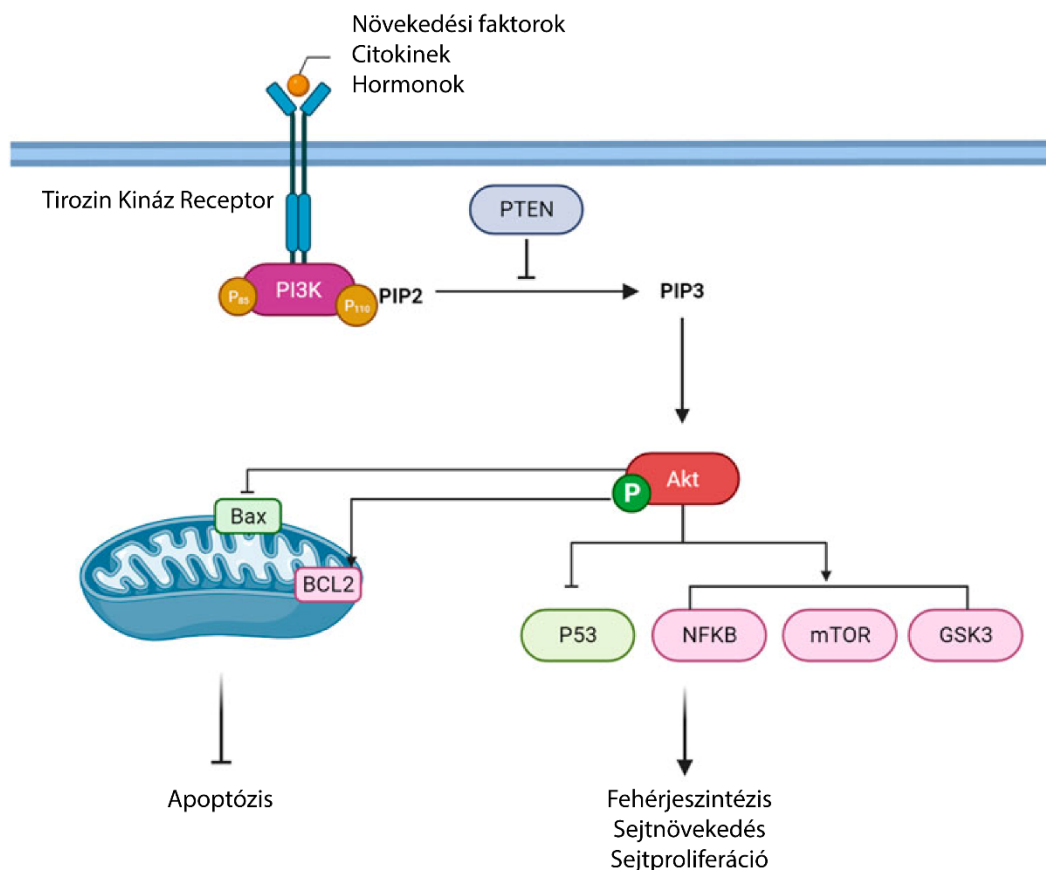 Növekedési faktorok
Citokinek
Hormonok
Tirozin Kináz Receptor
PTEN
PI3K
P85
P110
PIP2
PIP3
Akt
P
Bax
BCL2
P53
NFKB
mTOR
GSK3
Apoptózis
Fehérjeszintézis
Sejtnövekedés
Sejtproliferáció